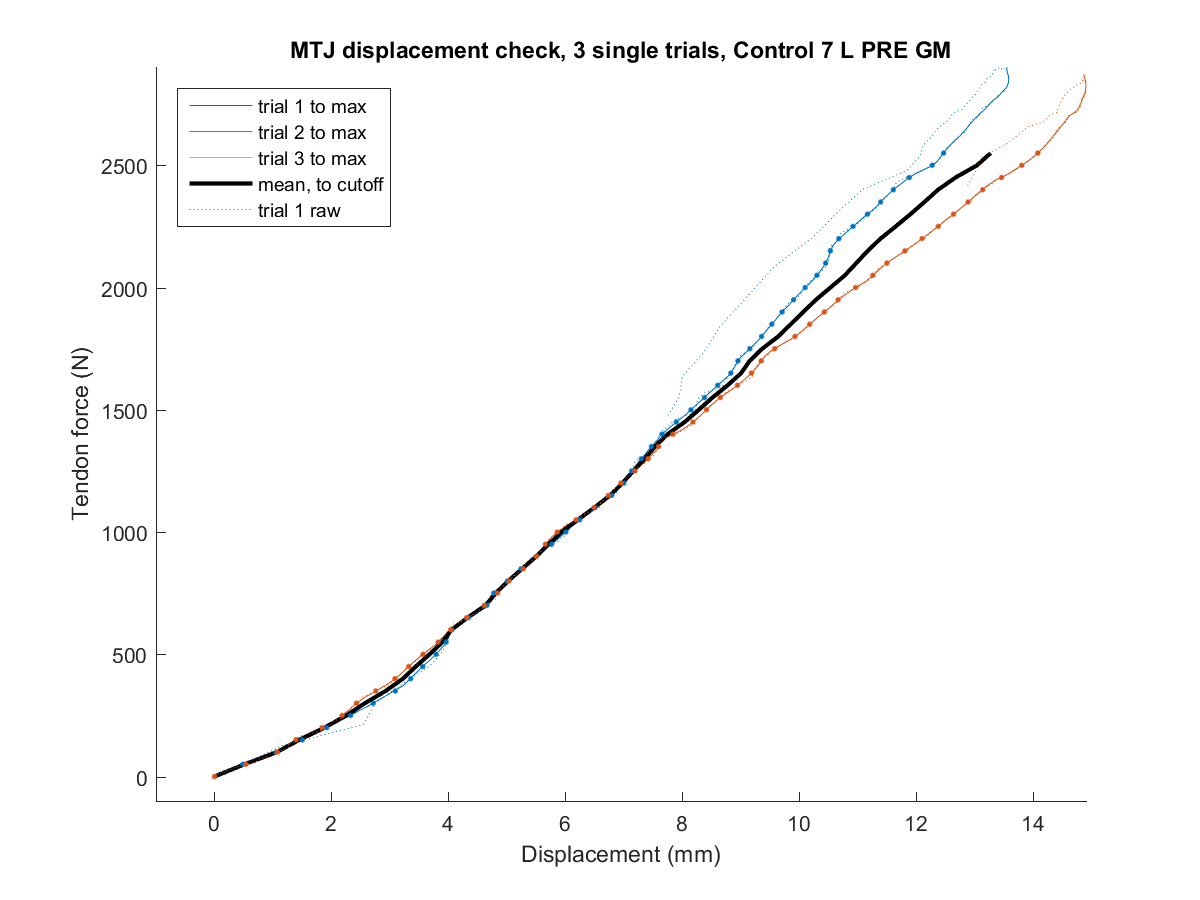 MTJ displacement check, 3 single trials, Control 7 L PRE GM
trial 1 to max
trial 2 to max
trial 3 to max
mean, to cutoff
trial 1 raw
2500
2000
1500
1000
500
0
Tendon force (N)
0 2 4 6 8 10 12 14
Displacement (mm)